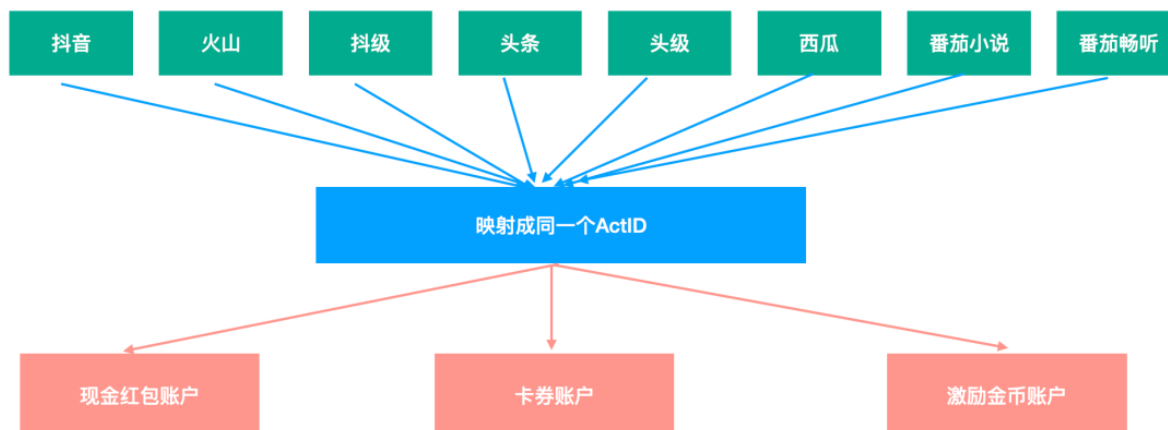 抖音
火山
抖级
头条
头级
西瓜
番茄小说
番茄畅听
映射成同一个ActID
现金红包账户
卡券账户
激励金币账户